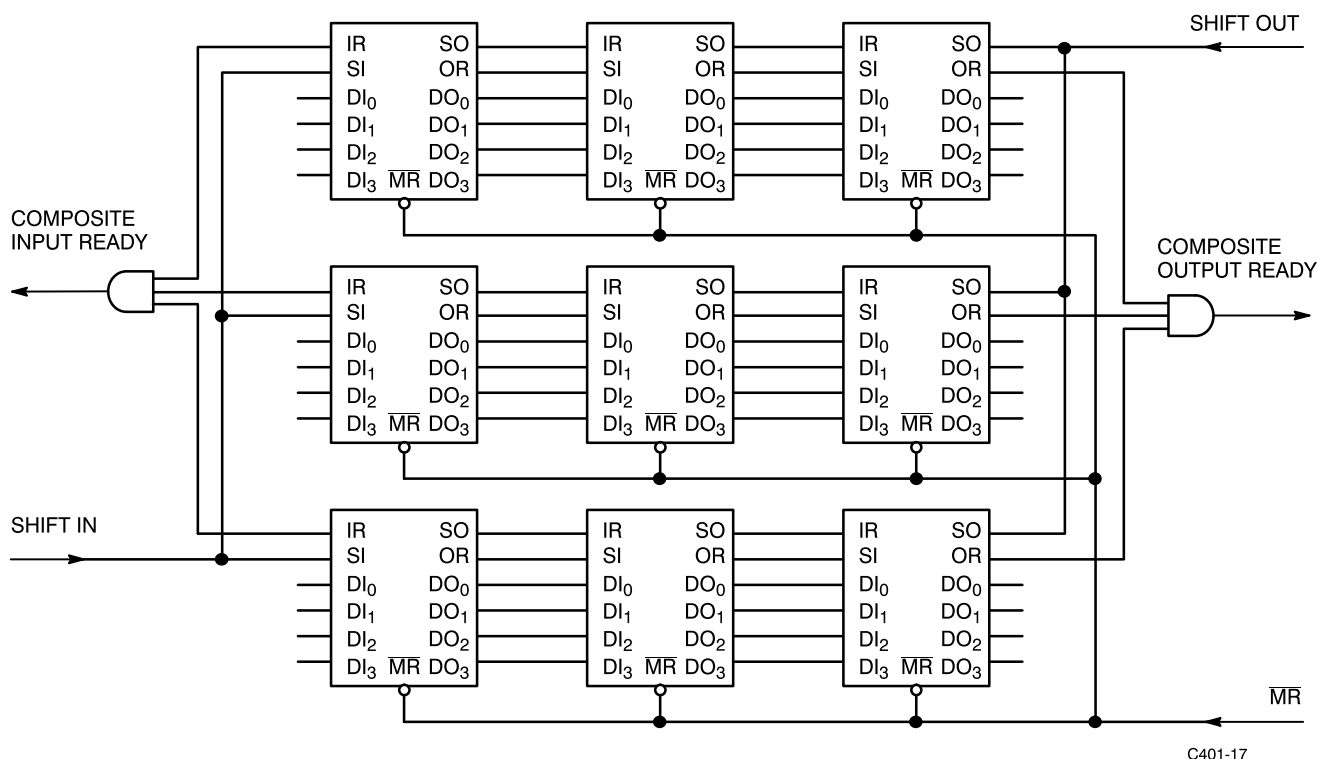 SHIFT OUT
IR SO IR SO IR SO
SI OR SI OR SI OR
DI0 DO0 DI0 DO0 DI0 DO0
DI1 DO1 DI1 DO1 DI1 DO1
DI2 DO2 DI2 DO2 DI2 DO2
DI3 MR DO3 DI3 MR DO3 DI3 MR DO3
COMPOSITE
INPUT READY
COMPOSITE
OUTPUT READY
IR SO IR SO IR SO
SI OR SI OR SI OR
DI0 DO0 DI0 DO0 DI0 DO0
DI1 DO1 DI1 DO1 DI1 DO1
DI2 DO2 DI2 DO2 DI2 DO2
DI3 MR DO3 DI3 MR DO3 DI3 MR DO3
SHIFT IN
IR SO IR SO IR SO
SI OR SI OR SI OR
DI0 DO0 DI0 DO0 DI0 DO0
DI1 DO1 DI1 DO1 DI1 DO1
DI2 DO2 DI2 DO2 DI2 DO2
DI3 MR DO3 DI3 MR DO3 DI3 MR DO3
MR
C401-17